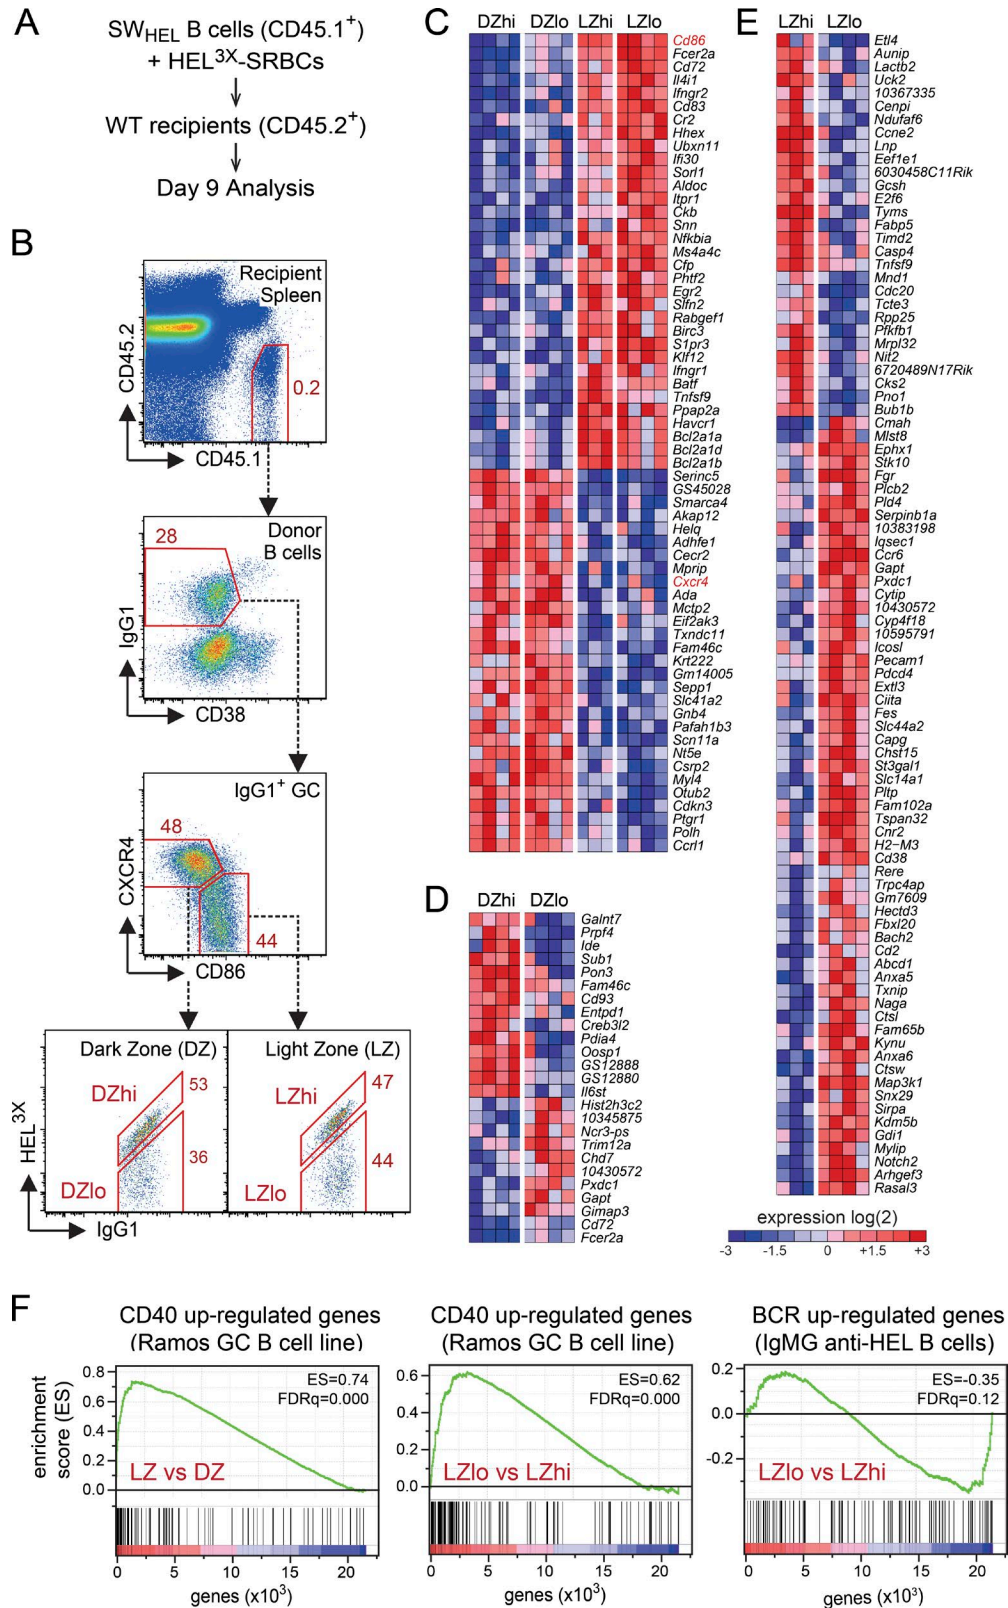 A
SWHEL B cells (CD45.1+)
+ HEL3X-SRBCs
WT recipients (CD45.2+)
Day 9 Analysis
B
Recipient
Spleen
CD45.2
0.2
CD45.1
28
Donor
B cells
IgG1
CD38
48
IgG1+ GC
CXCR4
44
CD86
Dark Zone (DZ)
Light Zone (LZ)
DZhi
53
LZhi
47
HEL3X
36
44
DZlo
LZlo
IgG1
C
DZhi DZlo LZhi LZlo
Cd86
Fcer2a
Cd72
Il4i1
Ifngr2
Cd83
Cr2
Hhex
Ubxn11
Ifi30
Sorl1
Aldoc
Itpr1
Ckb
Snn
Nfkbia
Ms4a4c
Cfp
Phtf2
Egr2
Slfn2
Rabgef1
Birc3
S1pr3
Klf12
Ifngr1
Batf
Tnfsf9
Ppap2a
Havcr1
Bcl2a1a
Bcl2a1d
Bcl2a1b
Serinc5
GS45028
Smarca4
Akap12
Helq
Adhfe1
Cecr2
Mprip
Cxcr4
Ada
Mctp2
Eif2ak3
Txndc11
Fam46c
Krt222
Gm14005
Sepp1
Slc41a2
Gnb4
Pafah1b3
Scn11a
Nt5e
Csrp2
Myl4
Otub2
Cdkn3
Ptgr1
Polh
Ccrl1
D
DZhi DZlo
Galnt7
Prpf4
Ide
Sub1
Pon3
Fam46c
Cd93
Entpd1
Creb3l2
Pdia4
Oosp1
GS12888
GS12880
Il6st
Hist2h3c2
10345875
Ncr3-ps
Trim12a
Chd7
10430572
Pxdc1
Gapt
Gimap3
Cd72
Fcer2a
E
LZhi LZlo
Etl4
Aunip
Lactb2
Uck2
10367335
Cenpi
Ndufaf6
Ccne2
Lnp
Eef1e1
6030458C11Rik
Gcsh
E2f6
Tyms
Fabp5
Timd2
Casp4
Tnfsf9
Mnd1
Cdc20
Tcte3
Rpp25
Pfkfb1
Mrpl32
Nit2
6720489N17Rik
Cks2
Pno1
Bub1b
Cmah
Mlst8
Ephx1
Stk10
Fgr
Plcb2
Pld4
Serpinb1a
10383198
Iqsec1
Ccr6
Gapt
Pxdc1
Cytip
10430572
Cyp4f18
10595791
Icosl
Pecam1
Pdcd4
Extl3
Ciita
Fes
Slc44a2
Capg
Chst15
St3gal1
Slc14a1
Pltp
Fam102a
Tspan32
Cnr2
H2-M3
Cd38
Rere
Trpc4ap
Gm7609
Hectd3
Fbxl20
Bach2
Cd2
Abcd1
Anxa5
Txnip
Naga
Ctsl
Fam65b
Kynu
Anxa6
Ctsw
Map3k1
Snx29
Sirpa
Kdm5b
Gdi1
Mylip
Notch2
Arhgef3
Rasal3
expression log(2)
-3 -1.5 0 +1.5 +3
F
CD40 up-regulated genes
(Ramos GC B cell line)
enrichment
score (ES)
0.8
0.6
0.4
0.2
0.0
ES=0.74
FDRq=0.000
LZ vs DZ
0 5 10 15 20
genes (x10³)
CD40 up-regulated genes
(Ramos GC B cell line)
0.6
0.4
0.2
0.0
ES=0.62
FDRq=0.000
LZlo vs LZhi
0 5 10 15 20
genes (x10³)
BCR up-regulated genes
(IgMG anti-HEL B cells)
0.2
0.0
-0.2
ES=-0.35
FDRq=0.12
LZlo vs LZhi
0 5 10 15 20
genes (x10³)